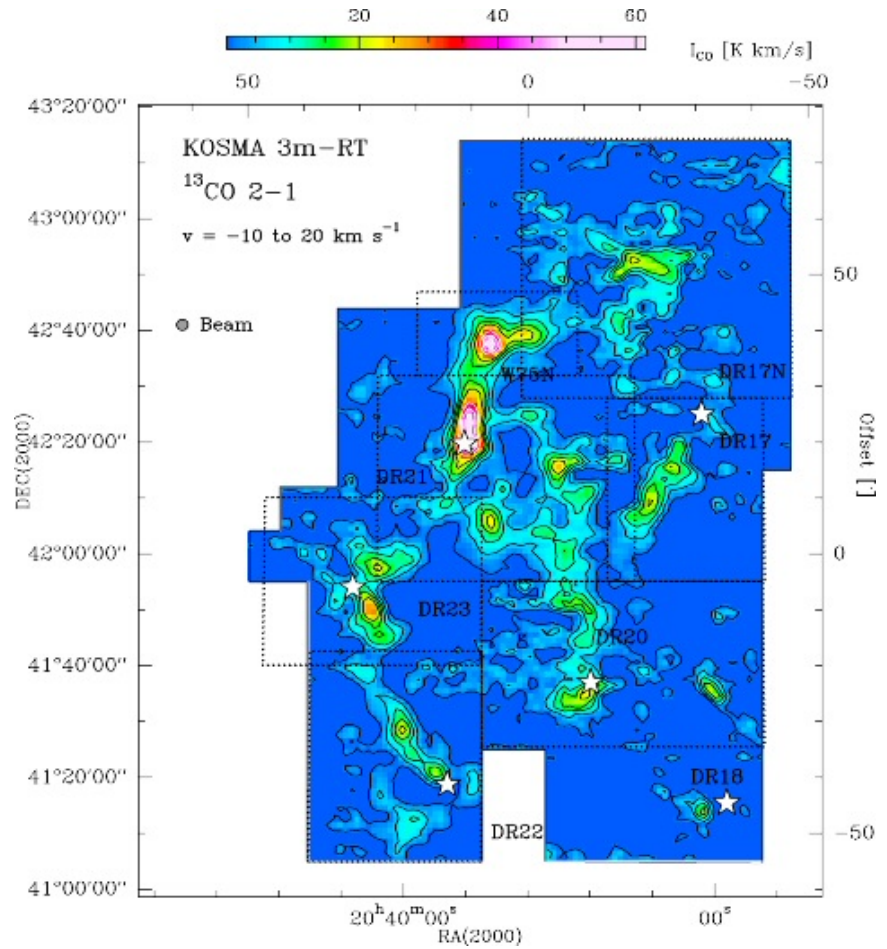 20 40 60
I_CO [K km/s]
50 0 −50
43°20'00"
KOSMA 3m−RT
¹³CO 2−1
43°00'00"
v = −10 to 20 km s⁻¹
50
Beam
42°40'00"
W75N
DR17N
DEC(2000)
Offset [']
42°20'00"
DR17
DR21
42°00'00"
0
DR23
DR20
41°40'00"
41°20'00"
DR18
DR22
−50
41°00'00"
20ʰ40ᵐ00ˢ 00ˢ
RA(2000)